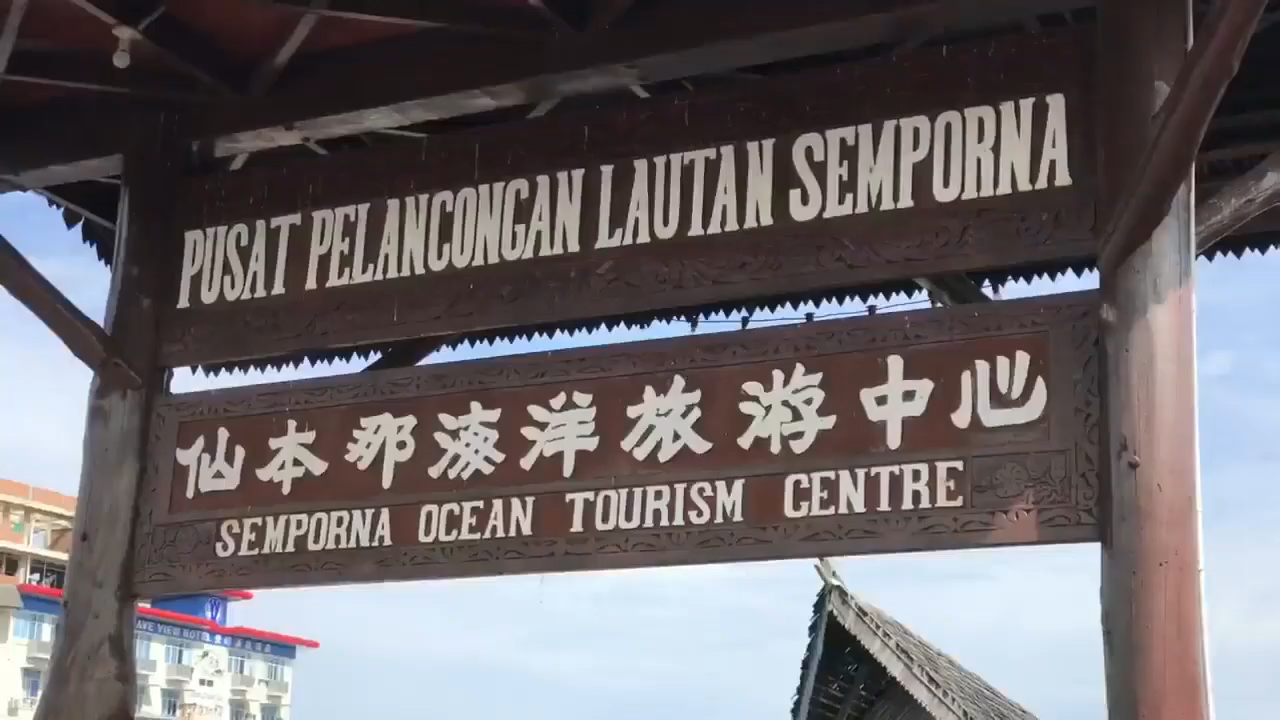 PUSAT PELANCONGAN LAUTAN SEMPORNA
仙本那海洋旅游中心
SEMPORNA OCEAN TOURISM CENTRE
AVE VIEW HOTEL